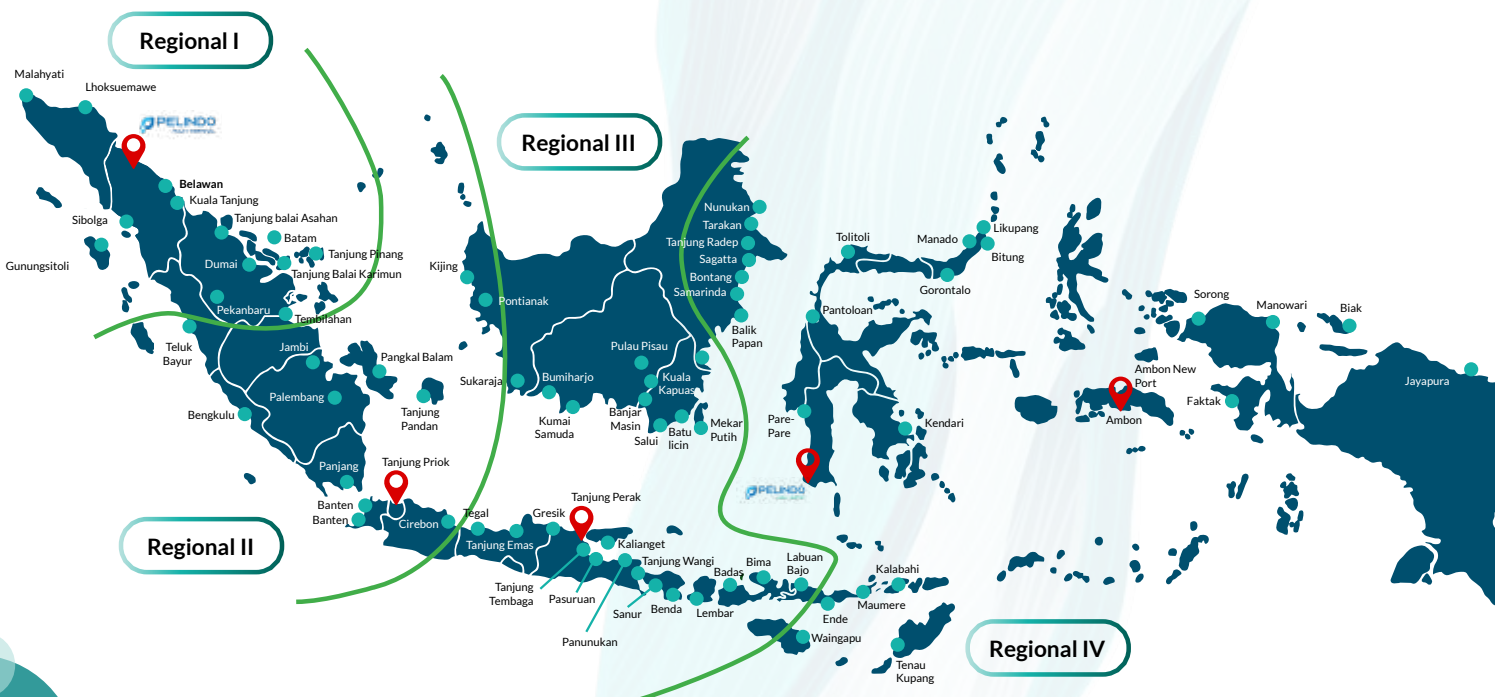 Regional I
Malahyati
Lhoksuemawe
PELINDO
Belawan
Kuala Tanjung
Sibolga
Tanjung balai Asahan
Batam
Tanjung Pinang
Gunungsitoli
Dumai
Tanjung Balai Karimun
Pekanbaru
Tembilahan
Regional II
Teluk
Bayur
Jambi
Pangkal Balam
Bengkulu
Palembang
Tanjung
Pandan
Panjang
Tanjung Priok
Banten
Banten
Cirebon
Regional III
Kijing
Pontianak
Sukaraja
Bumiharjo
Kumai
Samuda
Pulau Pisau
Kuala
Kapuas
Banjar
Masin
Salui
Batu
licin
Mekar
Putih
Tegal
Tanjung Emas
Gresik
Tanjung Perak
Kalianget
Tanjung Wangi
Tanjung
Tembaga
Pasuruan
Panunukan
Sanur
Benda
Lembar
Badas
Bima
Labuan
Bajo
Waingapu
Nunukan
Tarakan
Tanjung Radep
Sagatta
Bontang
Samarinda
Balik
Papan
Tolitoli
Manado
Likupang
Bitung
Gorontalo
Pantoloan
Pare-
Pare
Kendari
PELINDO
Ende
Maumere
Kalabahi
Tenau
Kupang
Regional IV
Sorong
Manowari
Biak
Ambon New
Port
Ambon
Faktak
Jayapura